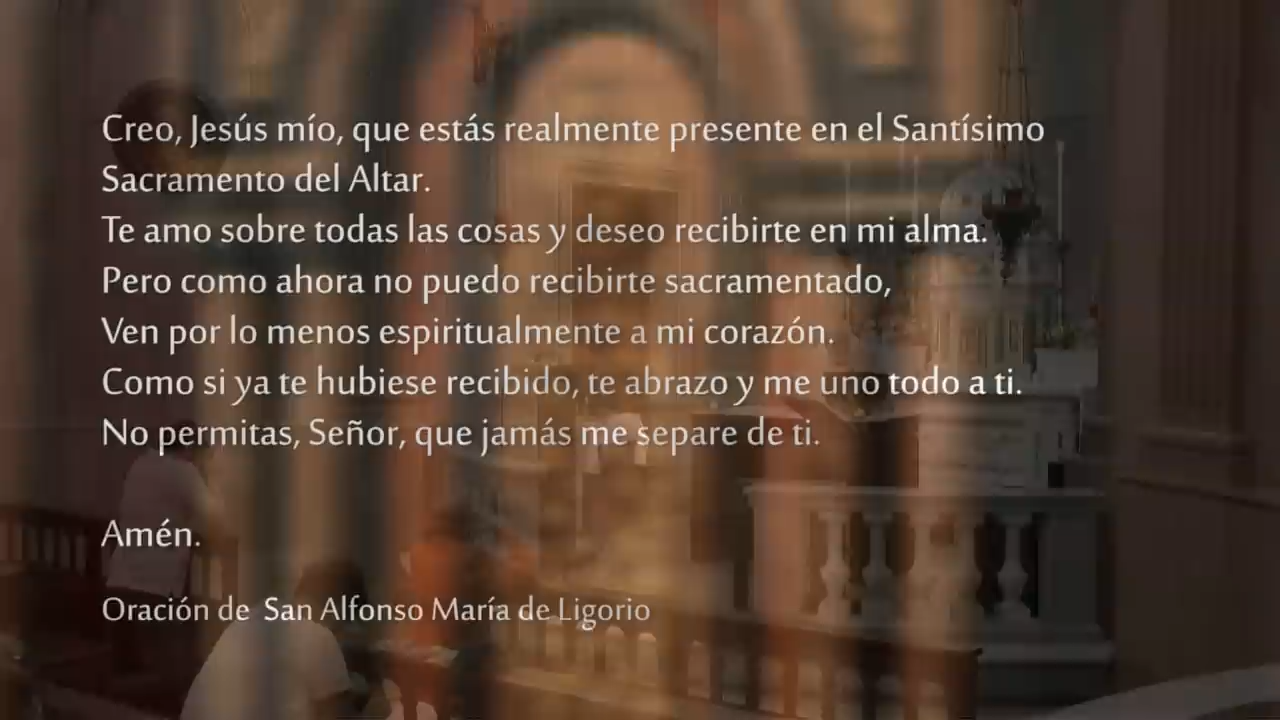 Creo, Jesús mío, que estás realmente presente en el Santísimo
Sacramento del Altar.
Te amo sobre todas las cosas y deseo recibirte en mi alma.
Pero como ahora no puedo recibirte sacramentado,
Ven por lo menos espiritualmente a mi corazón.
Como si ya te hubiese recibido, te abrazo y me uno todo a ti.
No permitas, Señor, que jamás me separe de ti.
Amén.
Oración de San Alfonso María de Ligorio